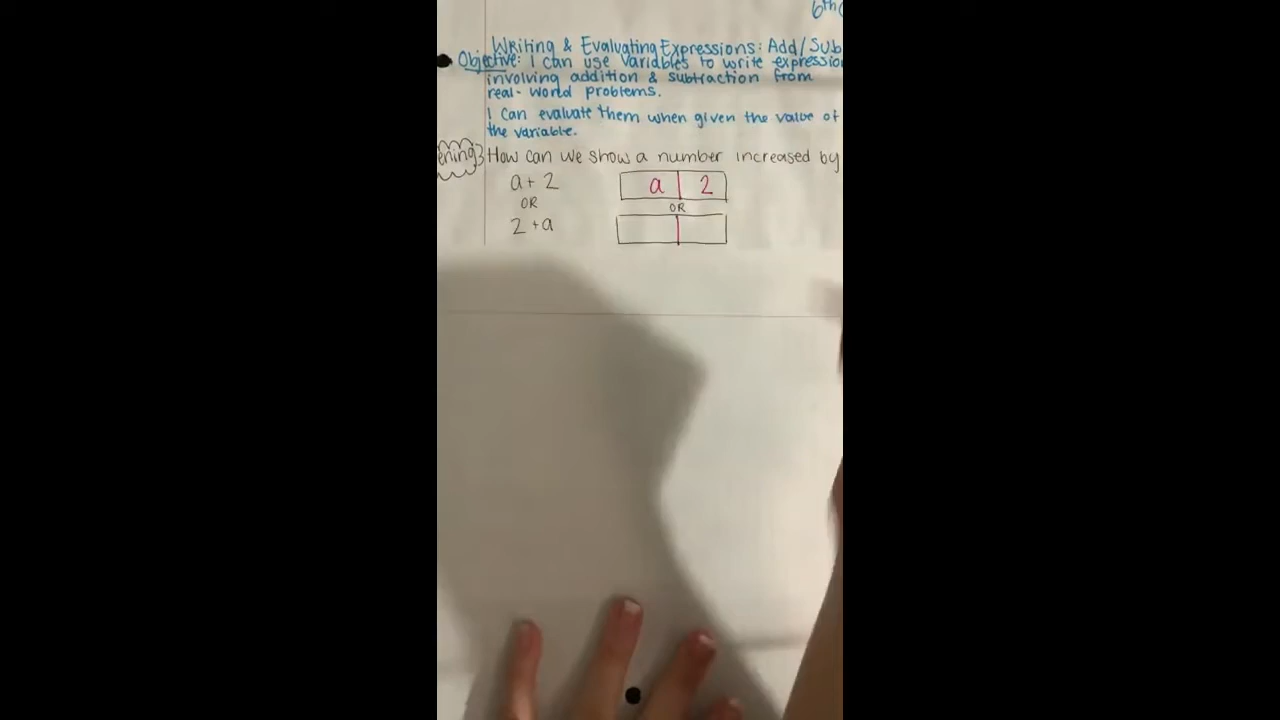 6th
Writing & Evaluating Expressions: Add/Sub
Objective: I can use variables to write
involving addition & subtraction from
real-world problems.
I can evaluate them when given the value of
the variable.
How can we show a number increased by
a + 2
a 2
OR
OR
2 + a